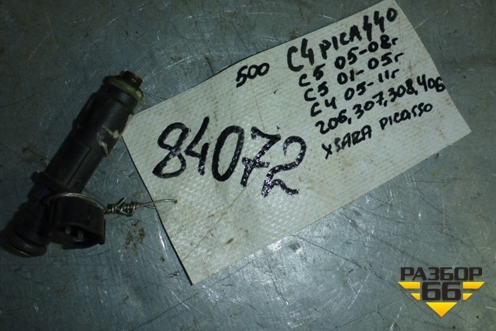 500 C4 PICA440
C5 05-08г
C5 01-05г
C4 05-11г
206, 307, 308, 406
XSARA PICASSO
84072
РАЗБОР
66